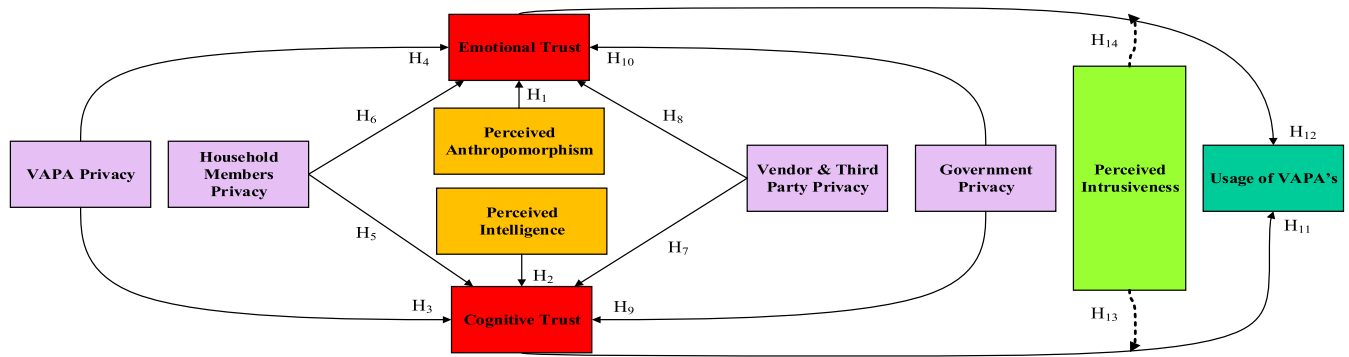 Emotional Trust
H14
H4
H10
H1
H6
H8
Perceived
Anthropomorphism
H12
VAPA Privacy
Household
Members
Privacy
Vendor & Third
Party Privacy
Government
Privacy
Perceived
Intrusiveness
Usage of VAPA's
Perceived
Intelligence
H5
H7
H11
H2
H3
H9
H13
Cognitive Trust